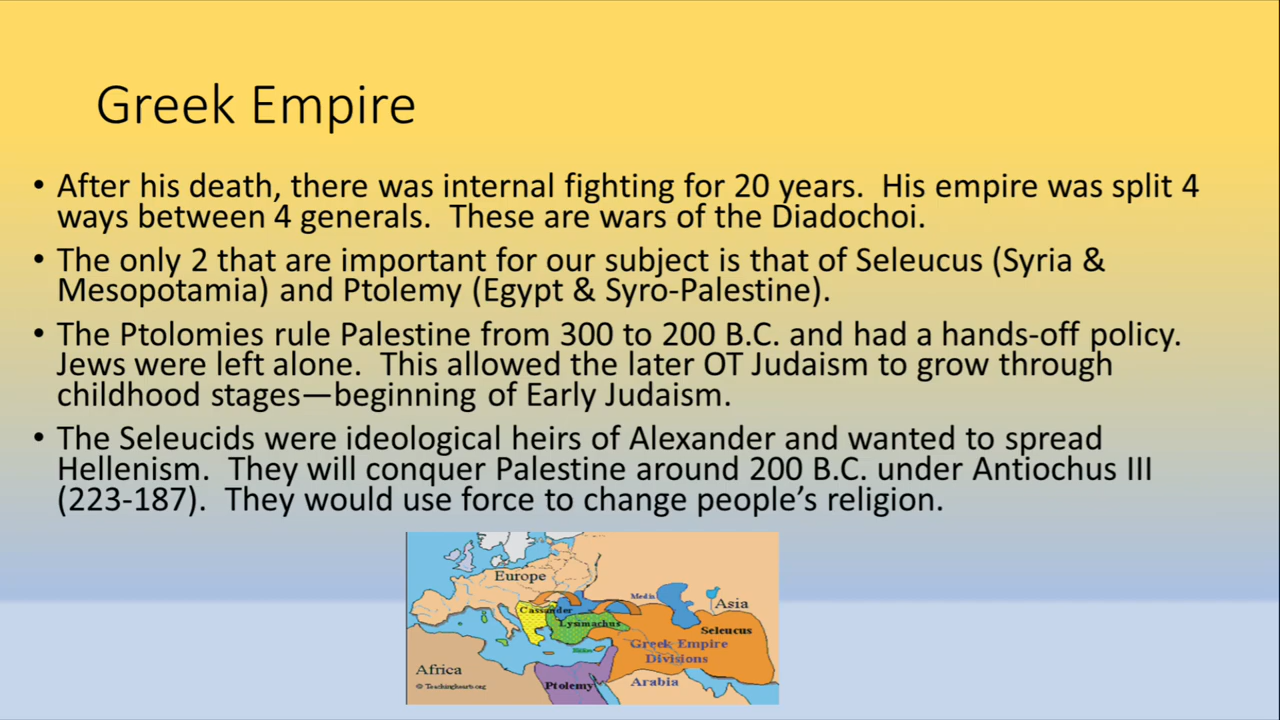 Greek Empire
• After his death, there was internal fighting for 20 years.  His empire was split 4
ways between 4 generals.  These are wars of the Diadochoi.
• The only 2 that are important for our subject is that of Seleucus (Syria &
Mesopotamia) and Ptolemy (Egypt & Syro-Palestine).
• The Ptolomies rule Palestine from 300 to 200 B.C. and had a hands-off policy.
Jews were left alone.  This allowed the later OT Judaism to grow through
childhood stages—beginning of Early Judaism.
• The Seleucids were ideological heirs of Alexander and wanted to spread
Hellenism.  They will conquer Palestine around 200 B.C. under Antiochus III
(223-187).  They would use force to change people's religion.
Europe
Media
Asia
Cassander
Lysimachus
Seleucus
Greek Empire
Divisions
Africa
Arabia
Ptolemy
© Teachinghearts.org